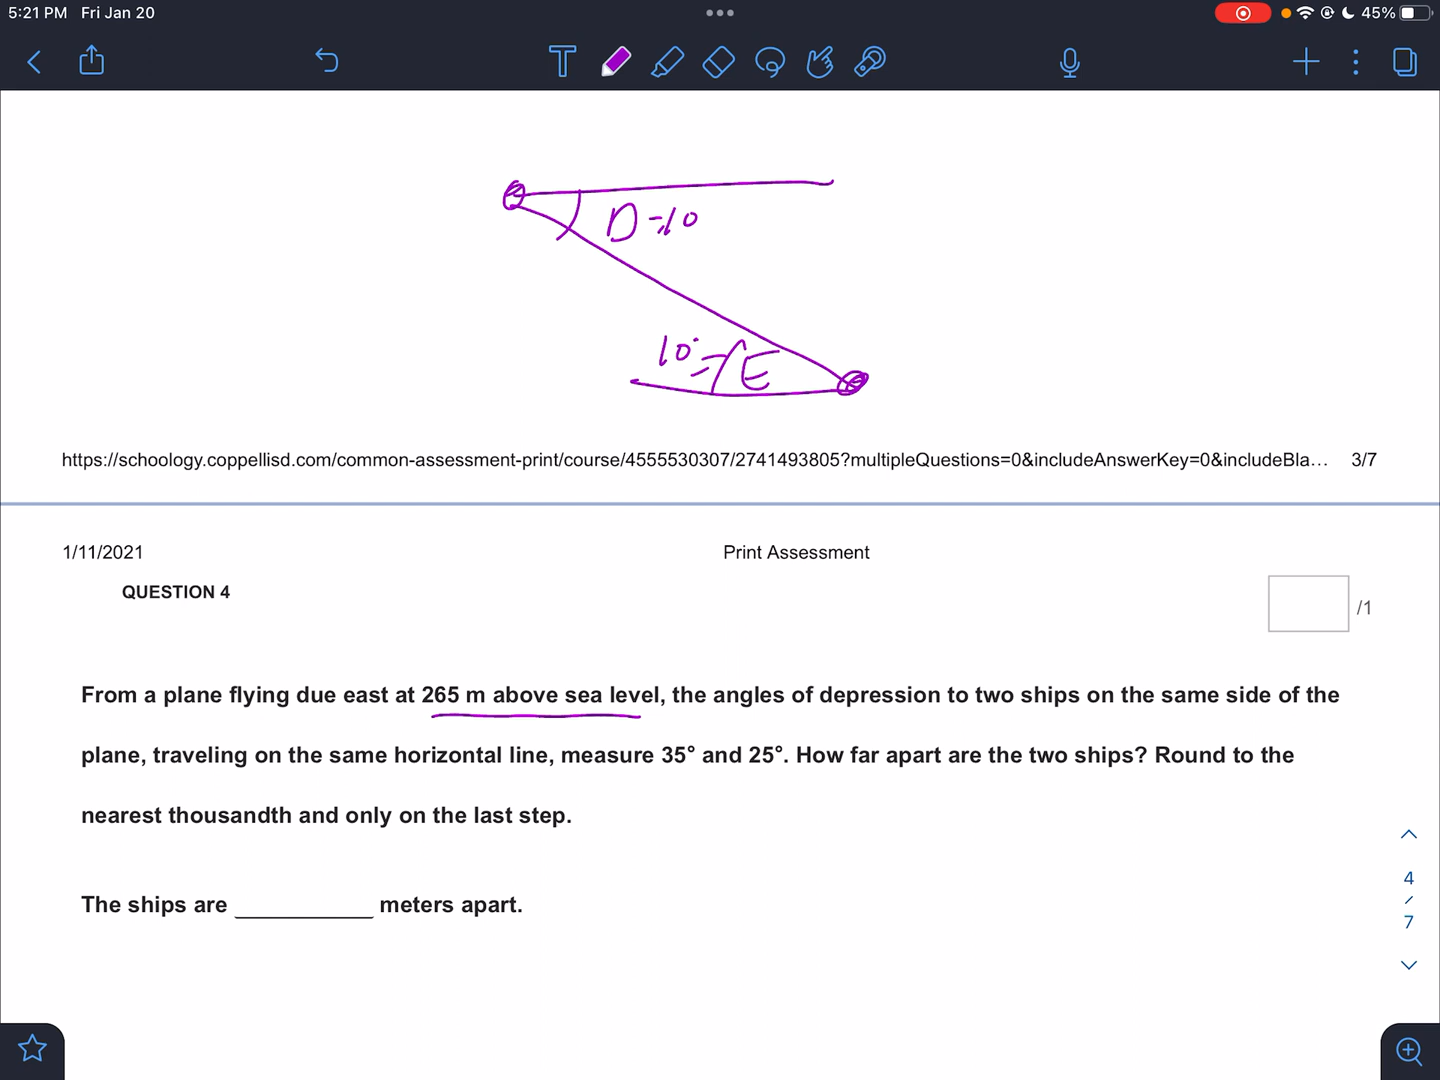 5:21 PM Fri Jan 20
45%
D=10
10°=E
https://schoology.coppellisd.com/common-assessment-print/course/4555530307/2741493805?multipleQuestions=0&includeAnswerKey=0&includeBla… 3/7
1/11/2021 Print Assessment
QUESTION 4
/1
From a plane flying due east at 265 m above sea level, the angles of depression to two ships on the same side of the
plane, traveling on the same horizontal line, measure 35° and 25°. How far apart are the two ships? Round to the
nearest thousandth and only on the last step.
The ships are ____________ meters apart.
4
/
7